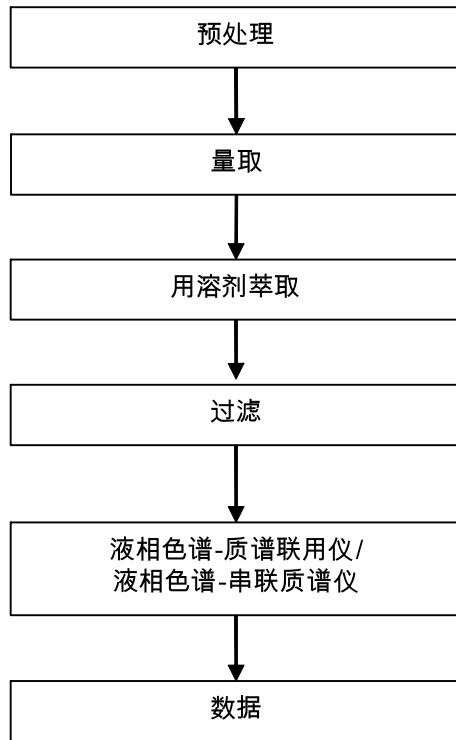 预处理
量取
用溶剂萃取
过滤
液相色谱-质谱联用仪/
液相色谱-串联质谱仪
数据